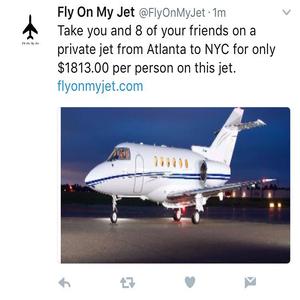 Fly On My Jet @FlyOnMyJet · 1m
Take you and 8 of your friends on a
private jet from Atlanta to NYC for only
$1813.00 per person on this jet.
flyonmyjet.com